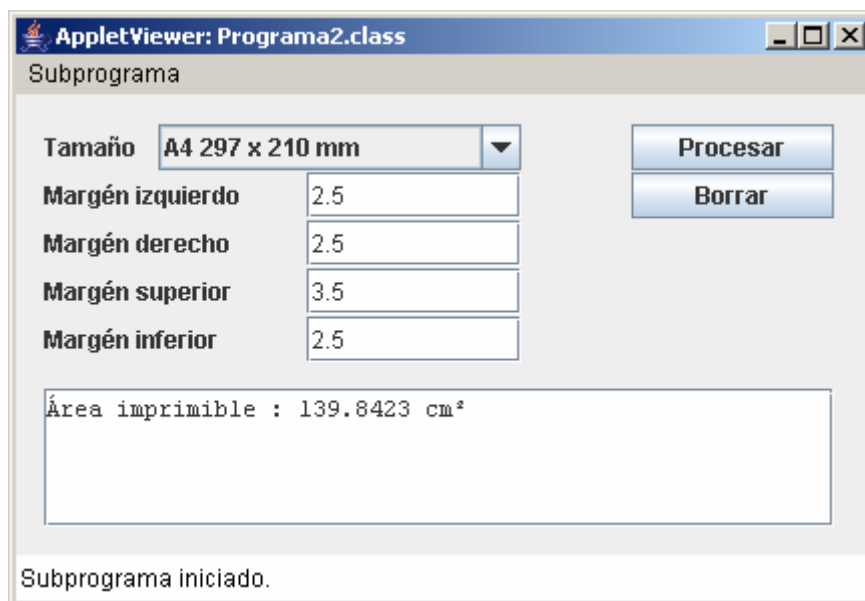 AppletViewer: Programa2.class
Subprograma
Tamaño A4 297 x 210 mm Procesar
Margén izquierdo 2.5 Borrar
Margén derecho 2.5
Margén superior 3.5
Margén inferior 2.5
Área imprimible : 139.8423 cm²
Subprograma iniciado.